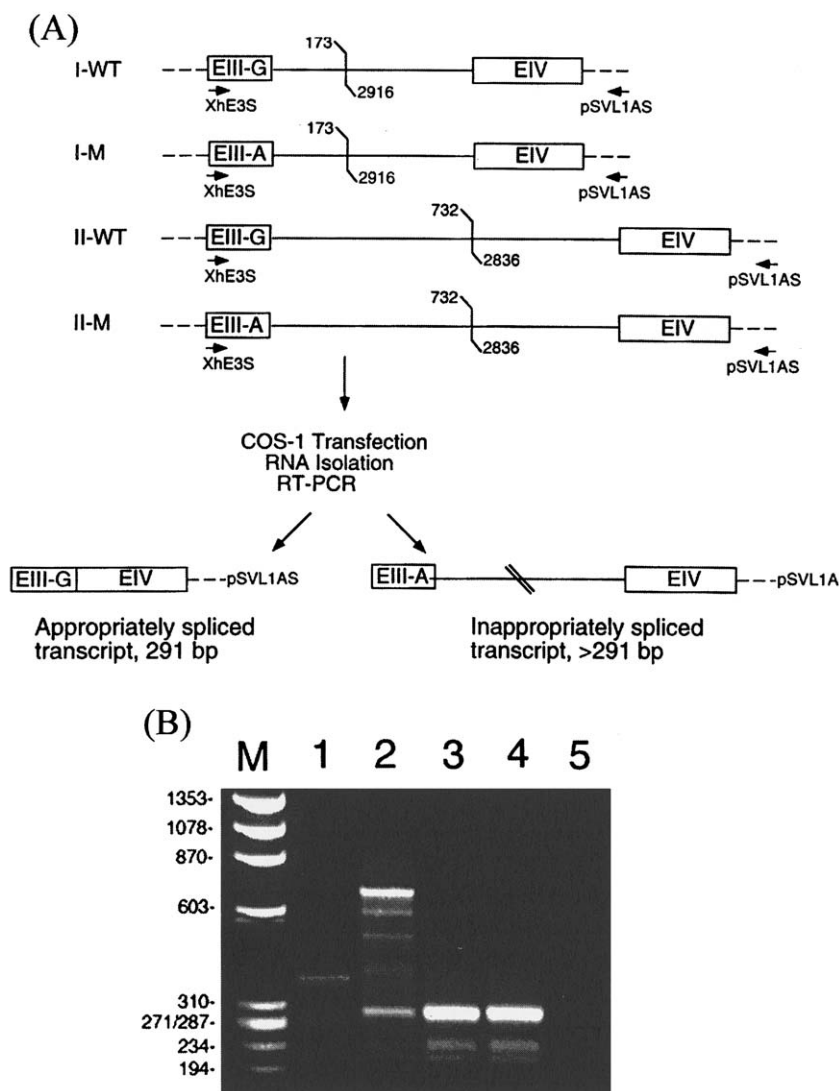 (A)
I-WT EIII-G 173 2916 EIV
XhE3S pSVL1AS
I-M EIII-A 173 2916 EIV
XhE3S pSVL1AS
II-WT EIII-G 732 2836 EIV
XhE3S pSVL1AS
II-M EIII-A 732 2836 EIV
XhE3S pSVL1AS
COS-1 Transfection
RNA Isolation
RT-PCR
EIII-G EIV pSVL1AS
EIII-A EIV pSVL1A
Appropriately spliced
transcript, 291 bp
Inappropriately spliced
transcript, >291 bp
(B)
M 1 2 3 4 5
1353-
1078-
870-
603-
310-
271/287-
234-
194-